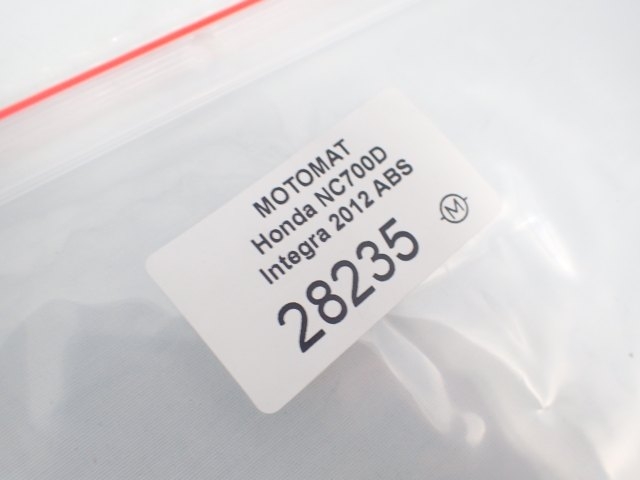 MOTOMAT
Honda NC700D
Integra 2012 ABS
28235
M